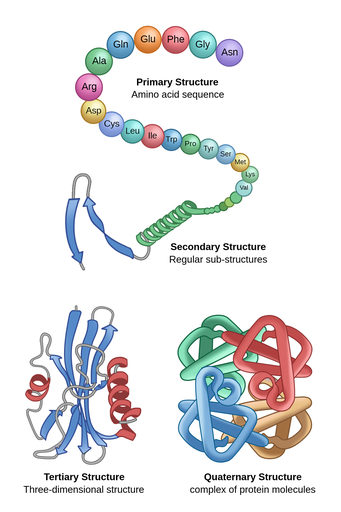 Asn
Gly
Phe
Glu
Gln
Ala
Arg
Asp
Cys
Leu
Ile
Trp
Pro
Tyr
Ser
Met
Lys
Val
Primary Structure
Amino acid sequence
Secondary Structure
Regular sub-structures
Tertiary Structure
Three-dimensional structure
Quaternary Structure
complex of protein molecules